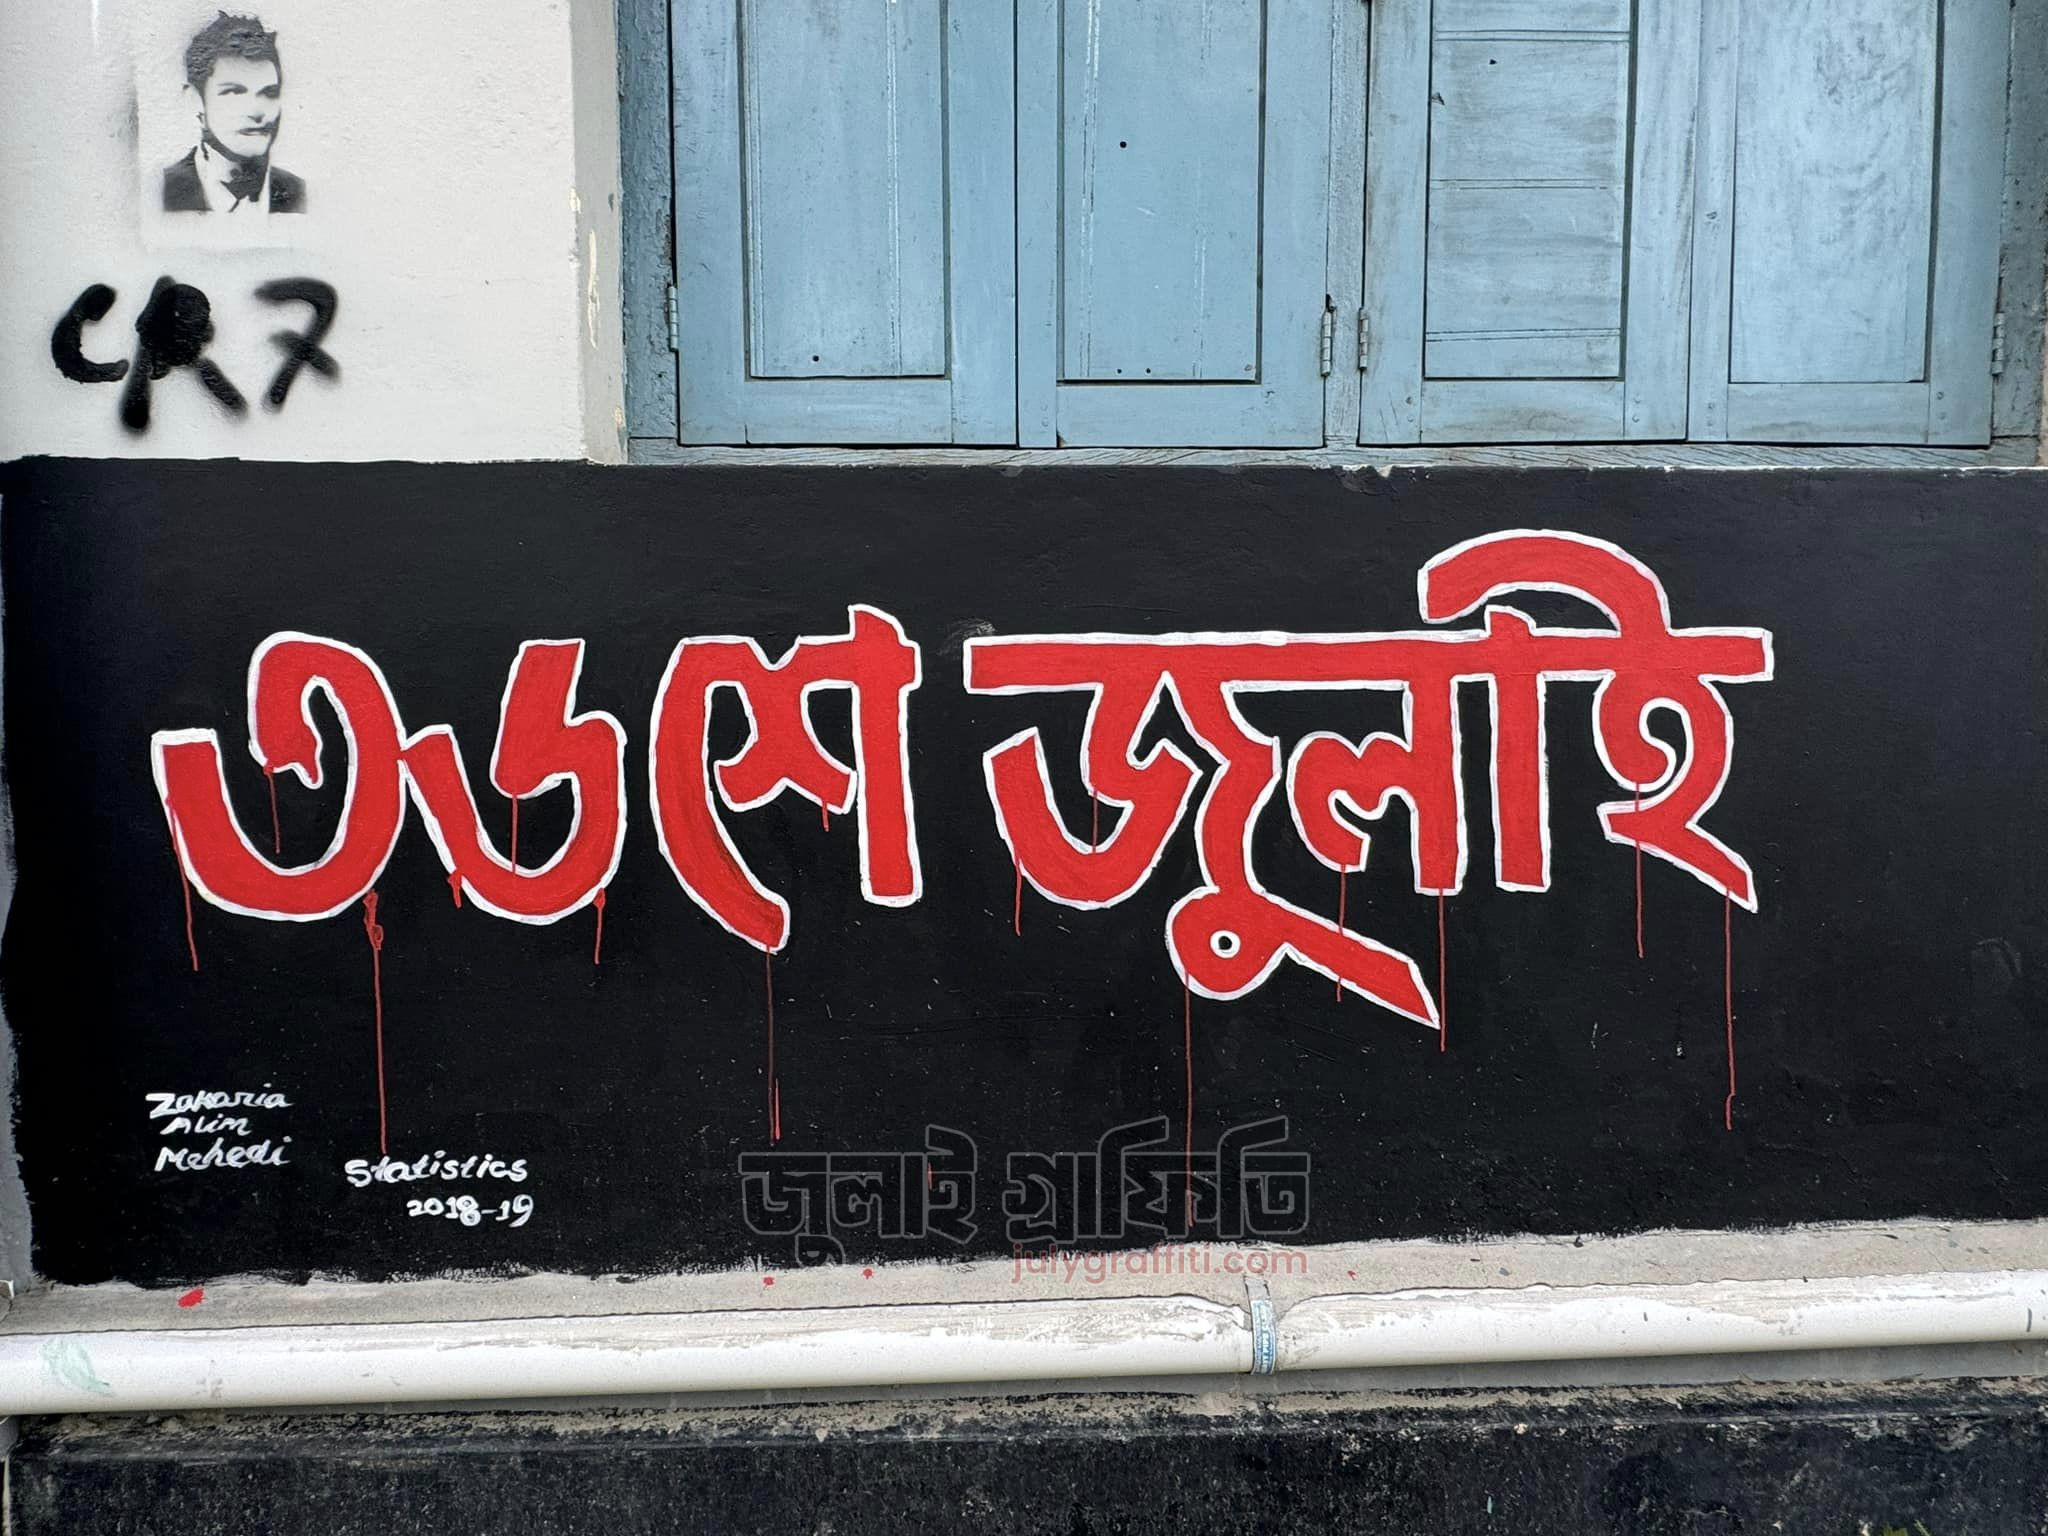 CR7
৩৬শে জুলাই
Zakaria
Alim
Mehedi
Statistics
2018-19
জুলাই গ্রাফিতি
julygraffiti.com